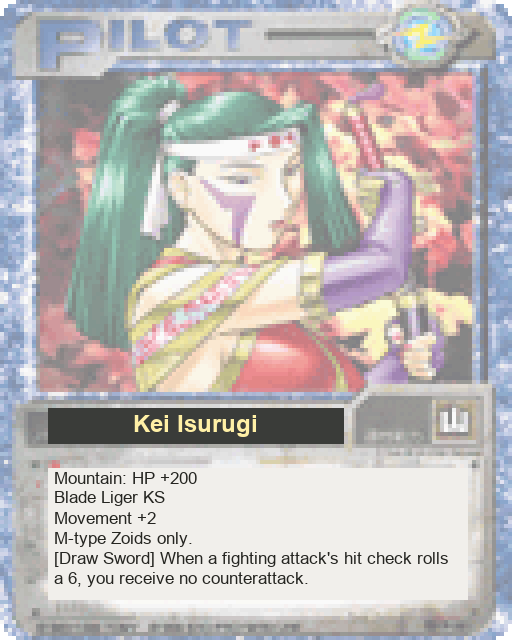 PILOT
Kei Isurugi
Mountain: HP +200
Blade Liger KS
Movement +2
M-type Zoids only.
[Draw Sword] When a fighting attack's hit check rolls
a 6, you receive no counterattack.